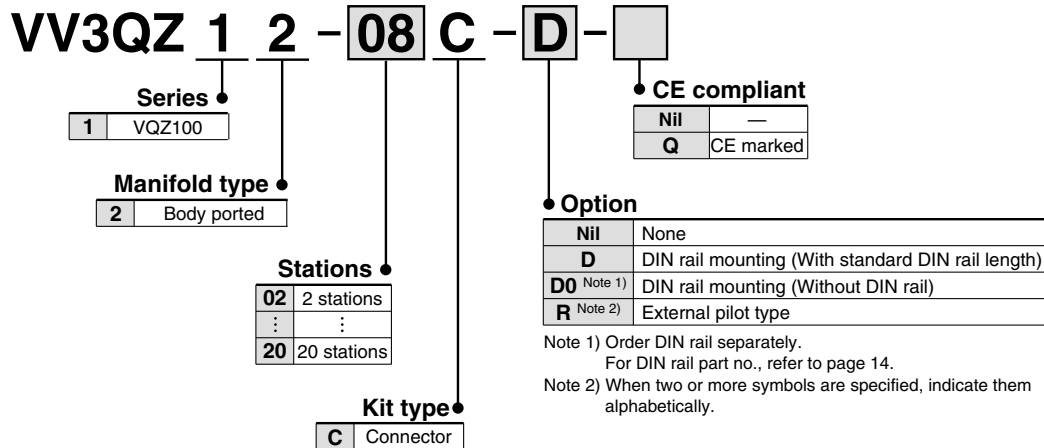 VV3QZ 1 2 - 08 C - D -
Series
1 VQZ100
Manifold type
2 Body ported
Stations
02 2 stations
⋮ ⋮
20 20 stations
Kit type
C Connector
CE compliant
Nil —
Q CE marked
Option
Nil None
D DIN rail mounting (With standard DIN rail length)
D0 Note 1) DIN rail mounting (Without DIN rail)
R Note 2) External pilot type
Note 1) Order DIN rail separately.
For DIN rail part no., refer to page 14.
Note 2) When two or more symbols are specified, indicate them
alphabetically.